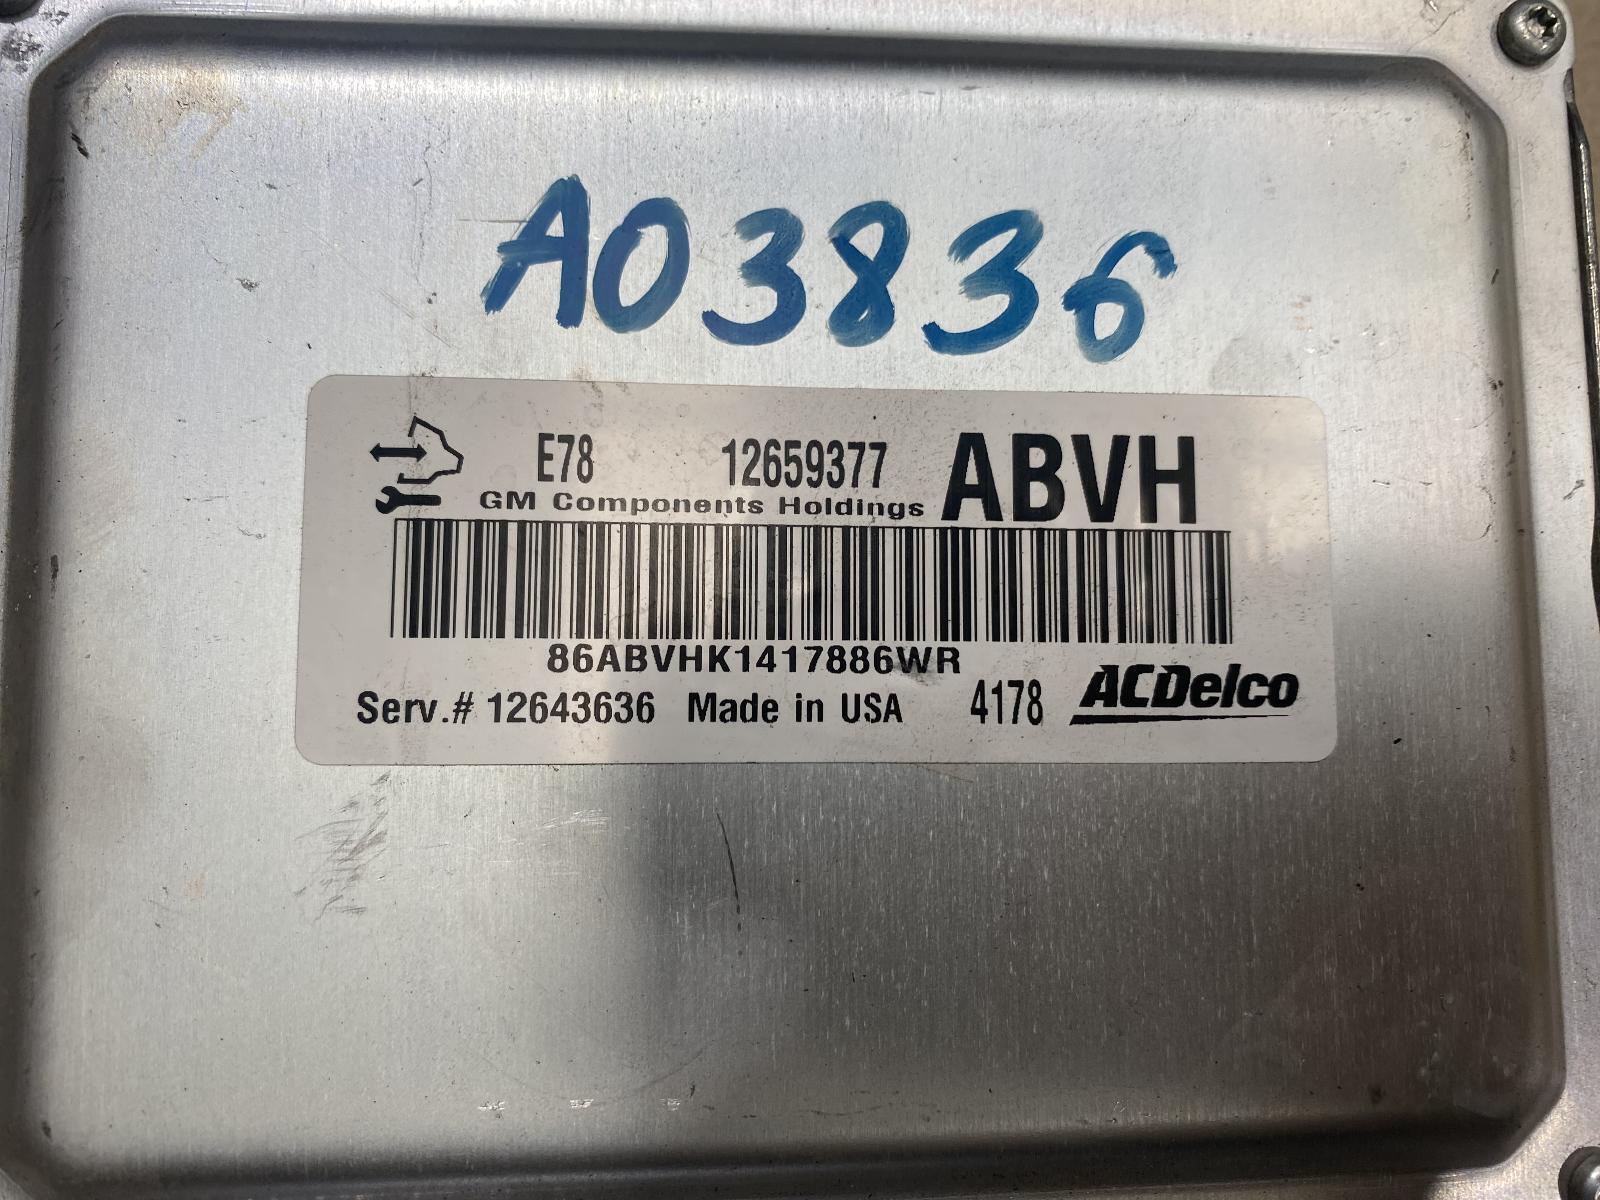 A03836
E78 12659377 ABVH
GM Components Holdings
86ABVHK1417886WR
Serv.# 12643636 Made in USA 4178 ACDelco